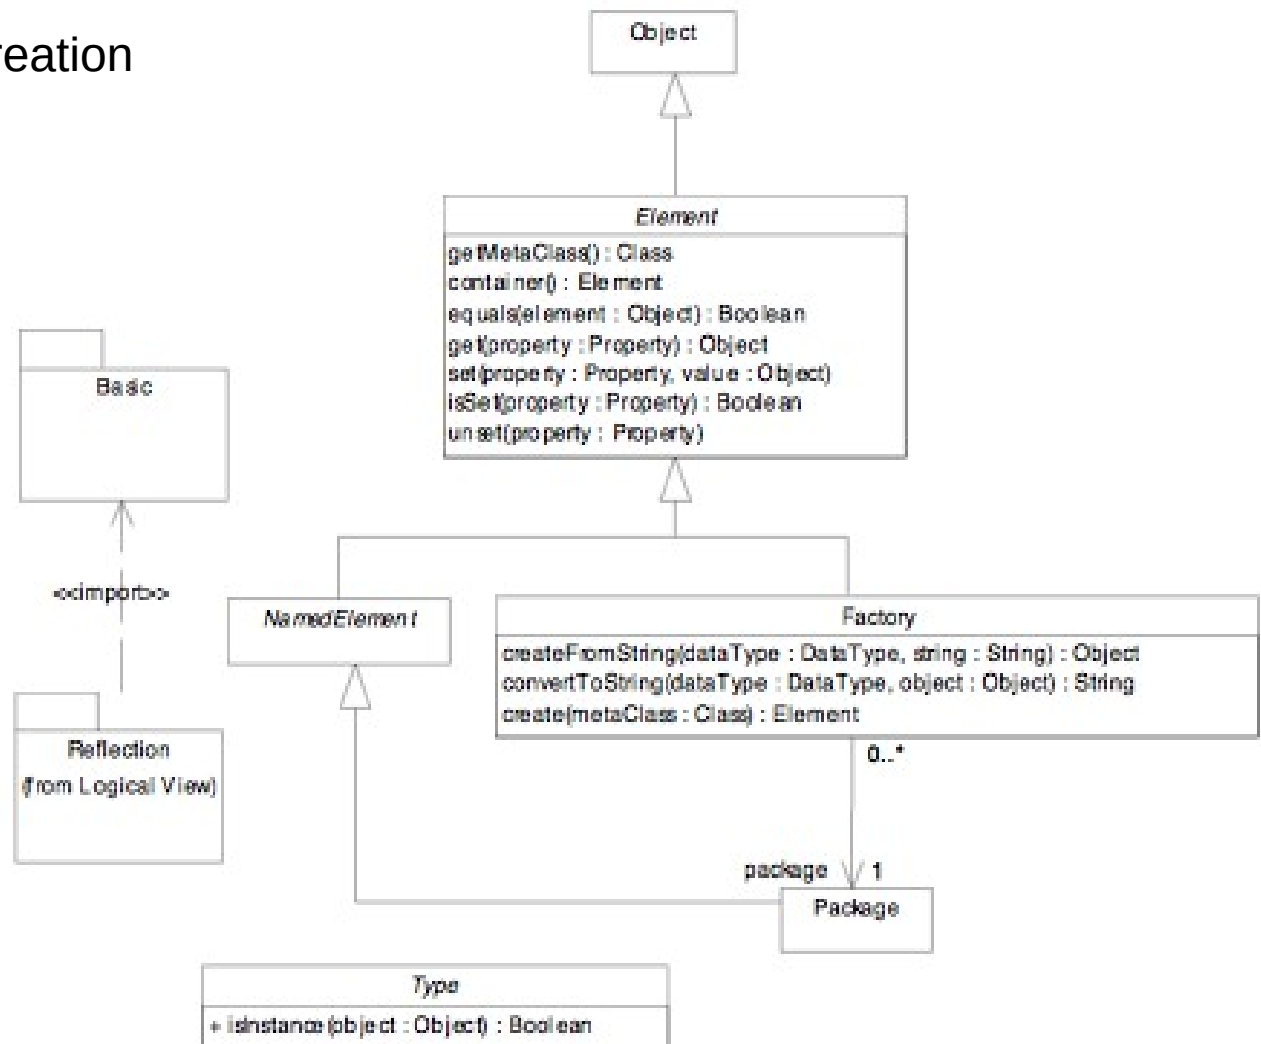 reation
Object
Element
getMetaClass() : Class
container() : Element
equals(element : Object) : Boolean
get(property : Property) : Object
set(property : Property, value : Object)
isSet(property : Property) : Boolean
unset(property : Property)
Basic
<<import>>
NamedElement
Factory
createFromString(dataType : DataType, string : String) : Object
convertToString(dataType : DataType, object : Object) : String
create(metaClass : Class) : Element
Reflection
(from Logical View)
0..*
package 1
Package
Type
+ isInstance(object : Object) : Boolean